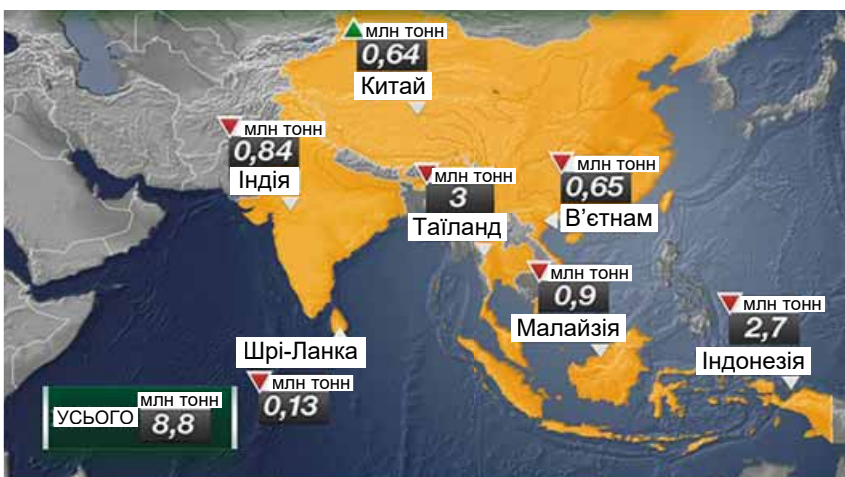 МЛН ТОНН
0,64
Китай
МЛН ТОНН
0,84
Індія
МЛН ТОНН
3
Таїланд
МЛН ТОНН
0,65
В’єтнам
МЛН ТОНН
0,9
Малайзія
МЛН ТОНН
2,7
Індонезія
Шрі-Ланка
МЛН ТОНН
0,13
УСЬОГО
МЛН ТОНН
8,8